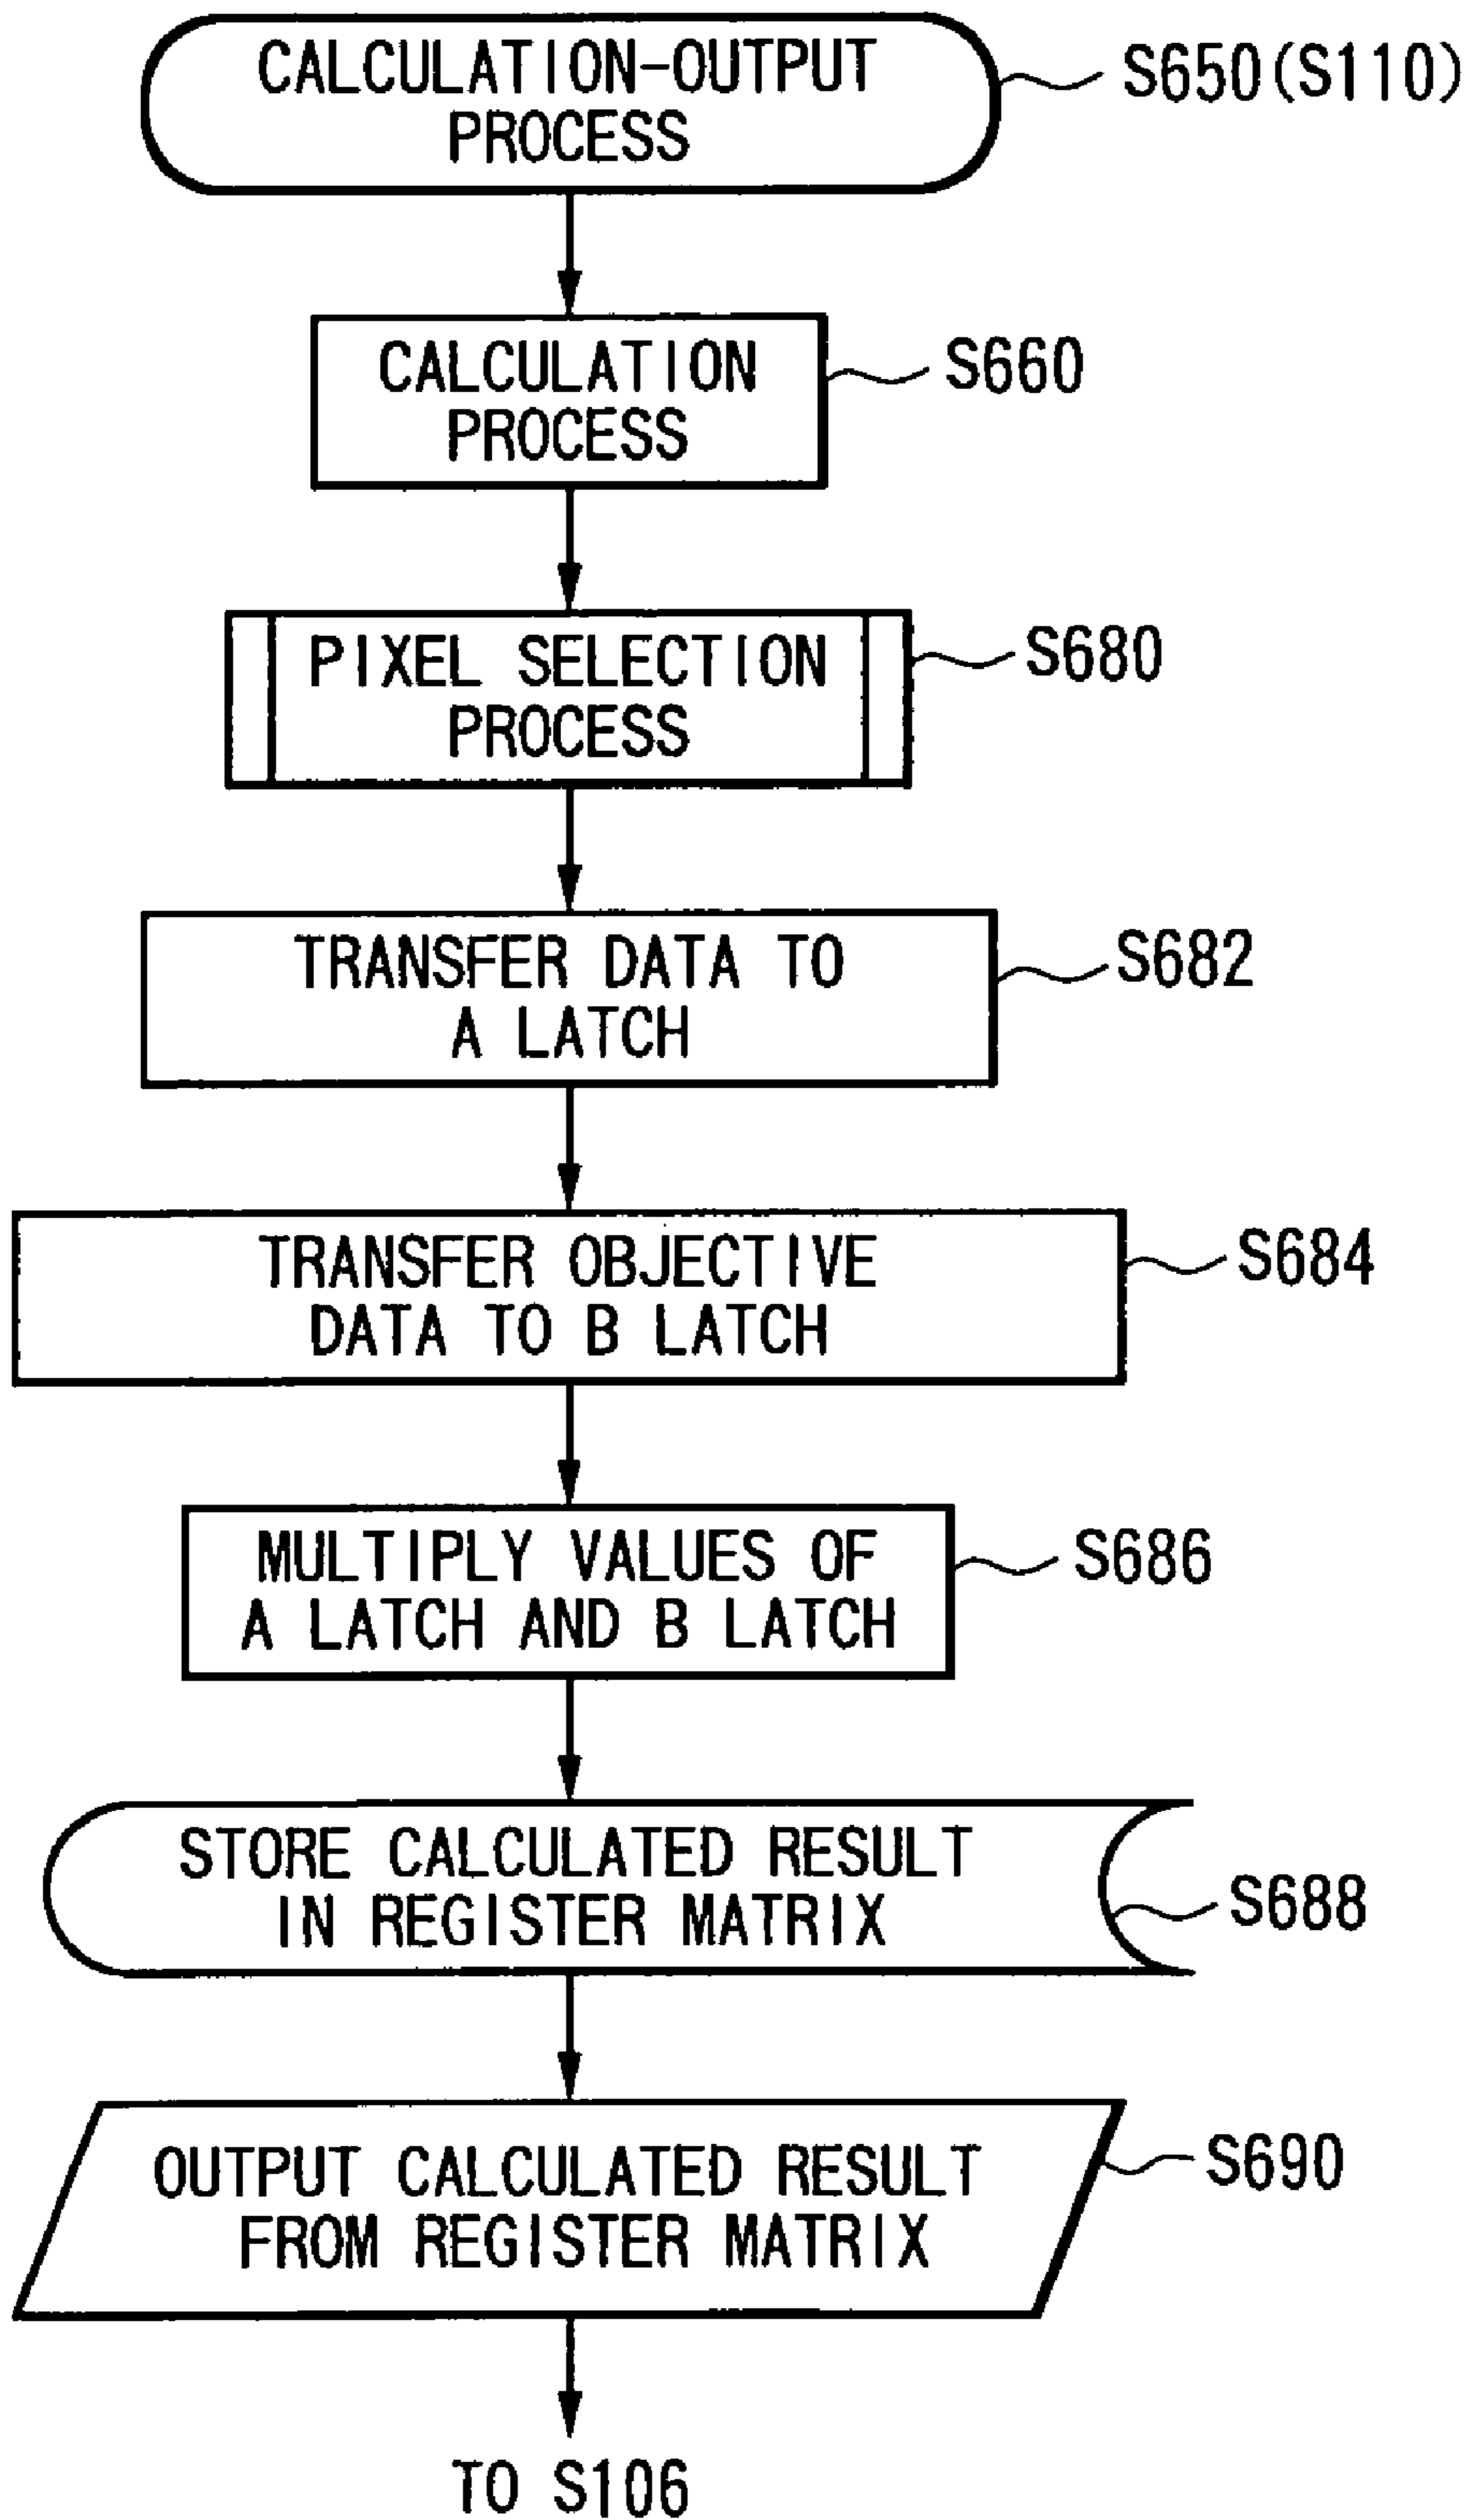 CALCULATION-OUTPUT
PROCESS
S650(S110)
CALCULATION
PROCESS
S660
PIXEL SELECTION
PROCESS
S680
TRANSFER DATA TO
A LATCH
S682
TRANSFER OBJECTIVE
DATA TO B LATCH
S684
MULTIPLY VALUES OF
A LATCH AND B LATCH
S686
STORE CALCULATED RESULT
IN REGISTER MATRIX
S688
OUTPUT CALCULATED RESULT
FROM REGISTER MATRIX
S690
TO S106